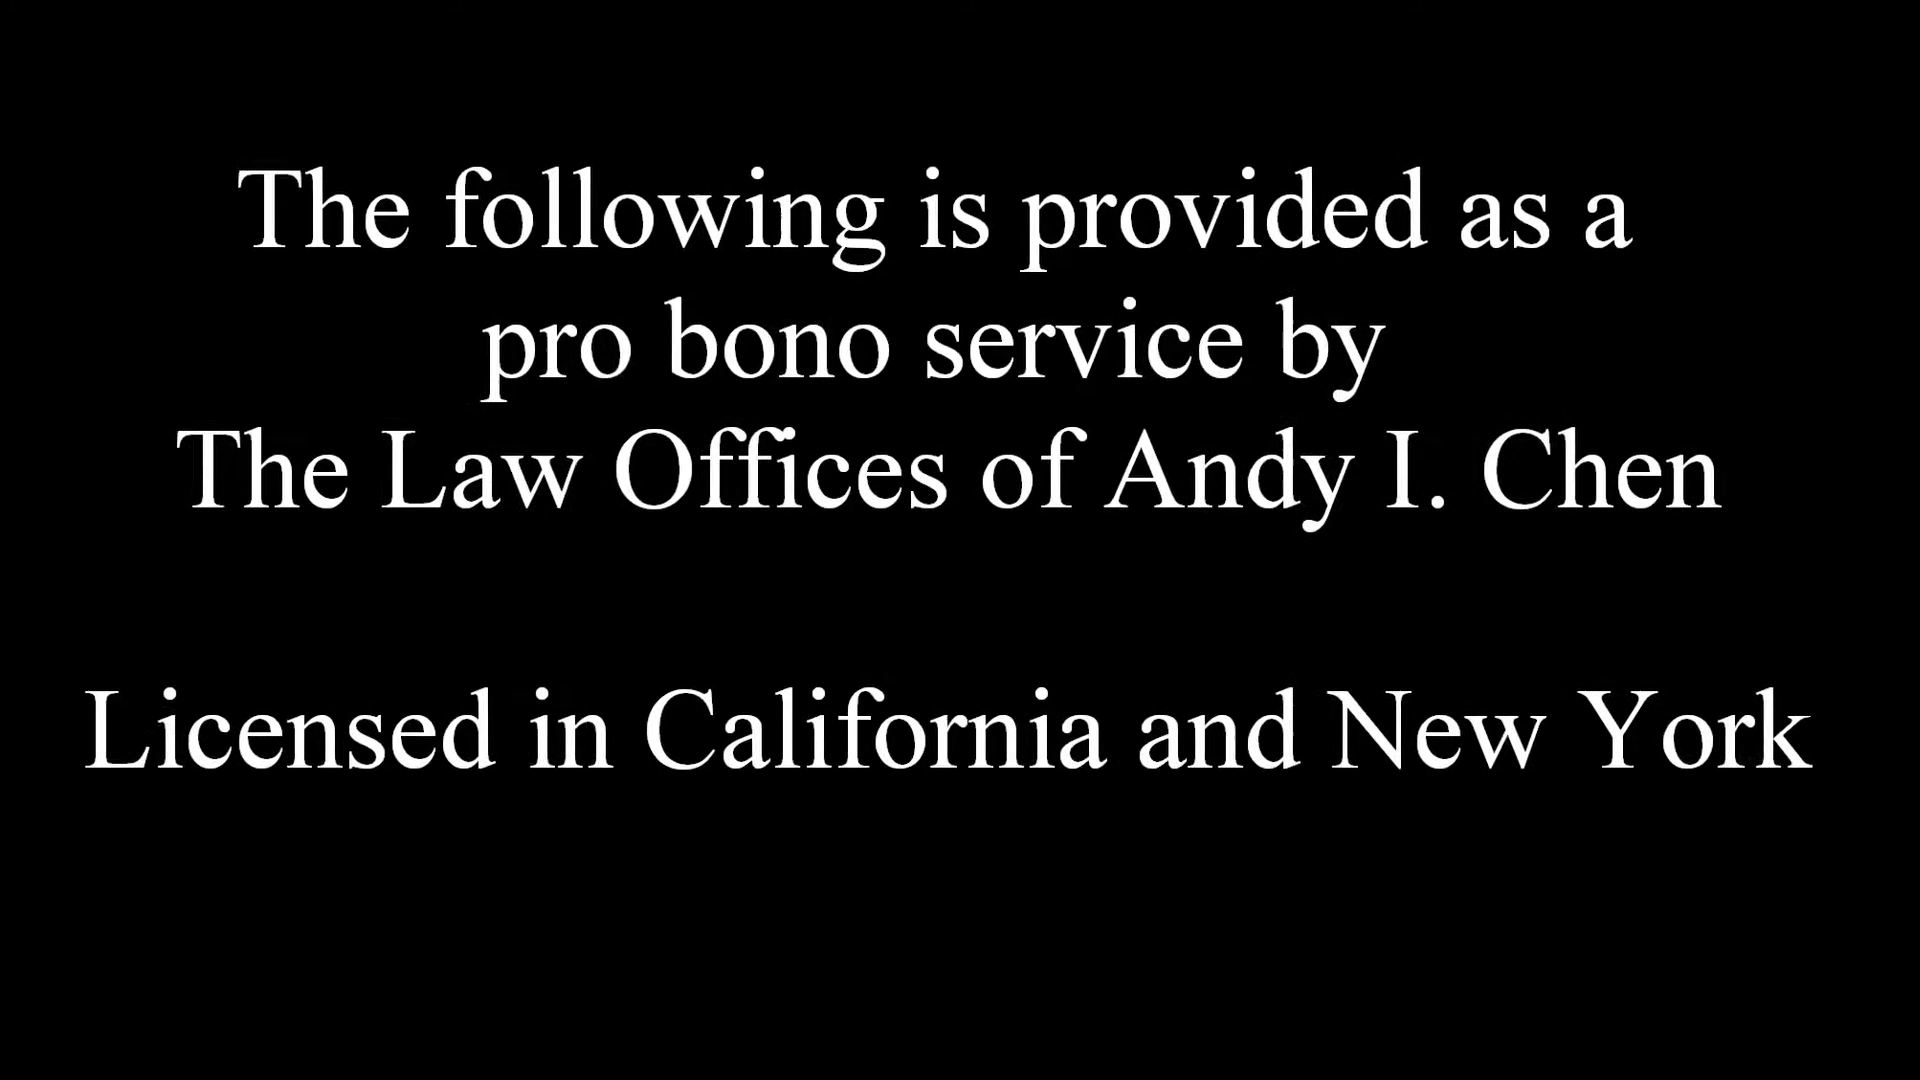 The following is provided as a
pro bono service by
The Law Offices of Andy I. Chen
Licensed in California and New York